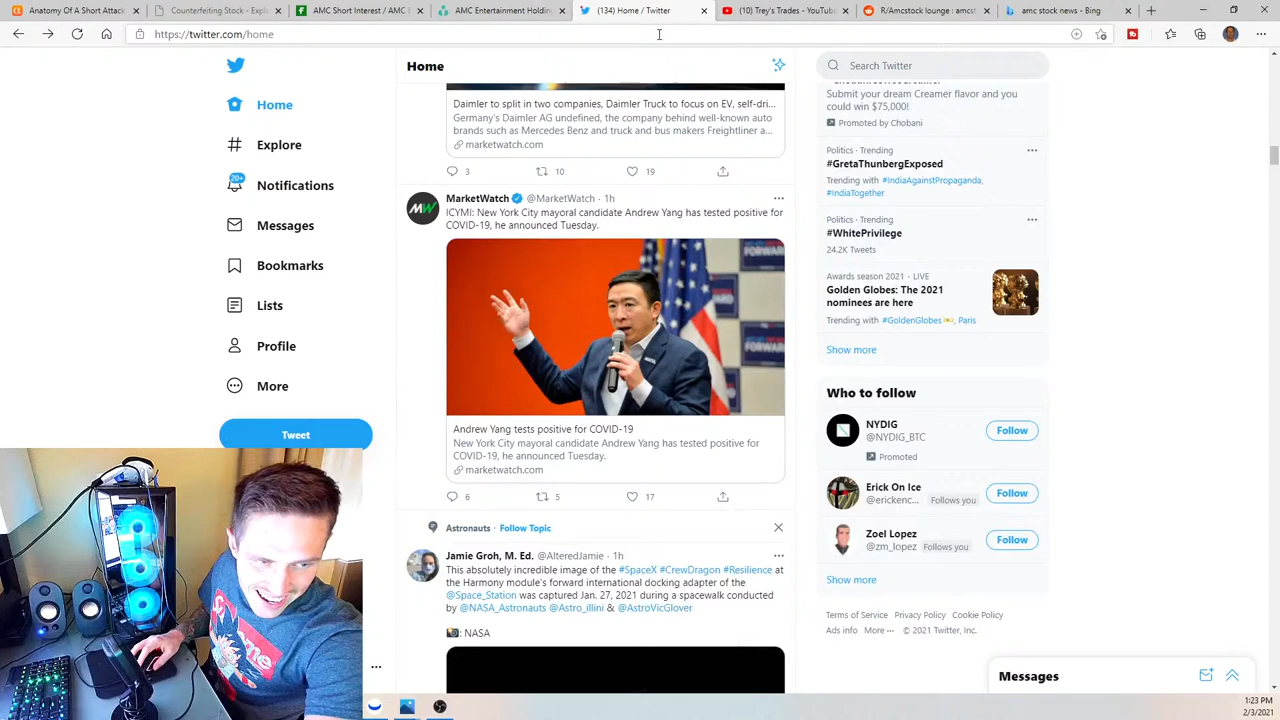 Anatomy Of A Short Attack
Counterfeiting Stock - Explo
AMC Short Interest / AMC
AMC Entertainment Holding
(134) Home / Twitter
(10) Trey's Trades - YouTube
r/Amcstock lounge : amcst
amc stock news - Bing
https://twitter.com/home
Home
Explore
20+
Notifications
Messages
Bookmarks
Lists
Profile
More
Tweet
Home
Daimler to split in two companies, Daimler Truck to focus on EV, self-dri...
Germany's Daimler AG undefined, the company behind well-known auto
brands such as Mercedes Benz and truck and bus makers Freightliner a...
marketwatch.com
3 10 19
MarketWatch @MarketWatch · 1h
ICYMI: New York City mayoral candidate Andrew Yang has tested positive for
COVID-19, he announced Tuesday.
FORWARD
Andrew Yang tests positive for COVID-19
New York City mayoral candidate Andrew Yang has tested positive for
COVID-19, he announced Tuesday.
marketwatch.com
6 5 17
Astronauts · Follow Topic
Jamie Groh, M. Ed. @AlteredJamie · 1h
This absolutely incredible image of the #SpaceX #CrewDragon #Resilience at
the Harmony module's forward international docking adapter of the
@Space_Station was captured Jan. 27, 2021 during a spacewalk conducted
by @NASA_Astronauts @Astro_illini & @AstroVicGlover
: NASA
Search Twitter
Submit your dream Creamer flavor and you
could win $75,000!
Promoted by Chobani
Politics · Trending
#GretaThunbergExposed
Trending with #IndiaAgainstPropaganda,
#IndiaTogether
Politics · Trending
#WhitePrivilege
24.2K Tweets
Awards season 2021 · LIVE
Golden Globes: The 2021
nominees are here
Trending with #GoldenGlobes, Paris
Show more
Who to follow
NYDIG
@NYDIG_BTC
Follow
Promoted
Erick On Ice
@erickenc... Follows you
Follow
Zoel Lopez
@zm_lopez Follows you
Follow
Show more
Terms of Service Privacy Policy Cookie Policy
Ads info More ··· © 2021 Twitter, Inc.
Messages
1:23 PM
2/3/2021